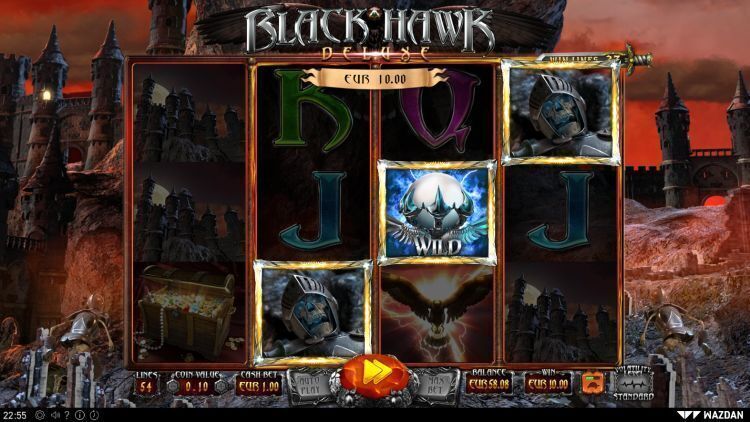 BLACK HAWK
DELUXE
WIN LINES
EUR 10.00
K
Q
J
WILD
J
LINES
54
COIN VALUE
0.10
CASH BET
EUR 1.00
AUTO PLAY
MAX BET
BALANCE
EUR 58.08
WIN
EUR 10.00
VOLATILITY
STANDARD
22:55
WAZDAN